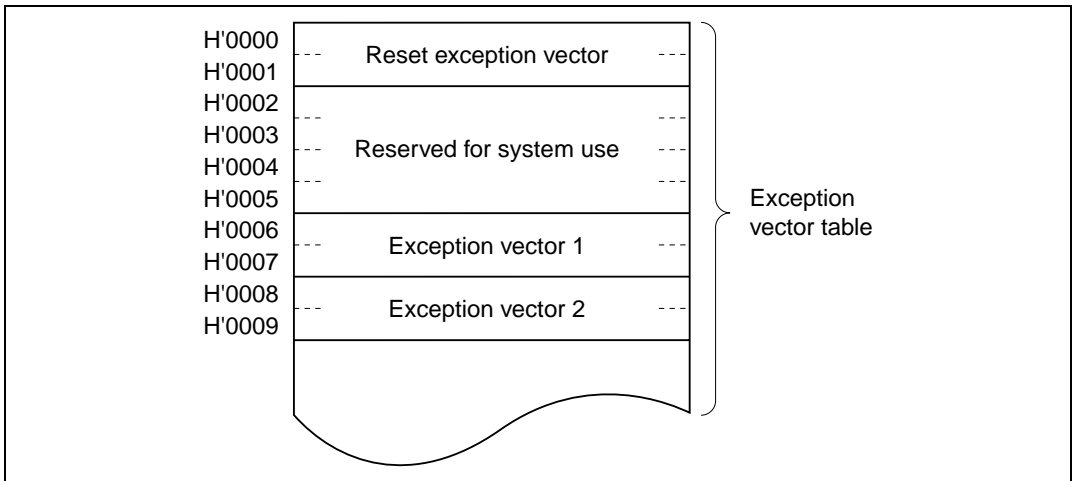 H'0000
H'0001
Reset exception vector
H'0002
H'0003
H'0004
H'0005
Reserved for system use
H'0006
H'0007
Exception vector 1
H'0008
H'0009
Exception vector 2
Exception
vector table